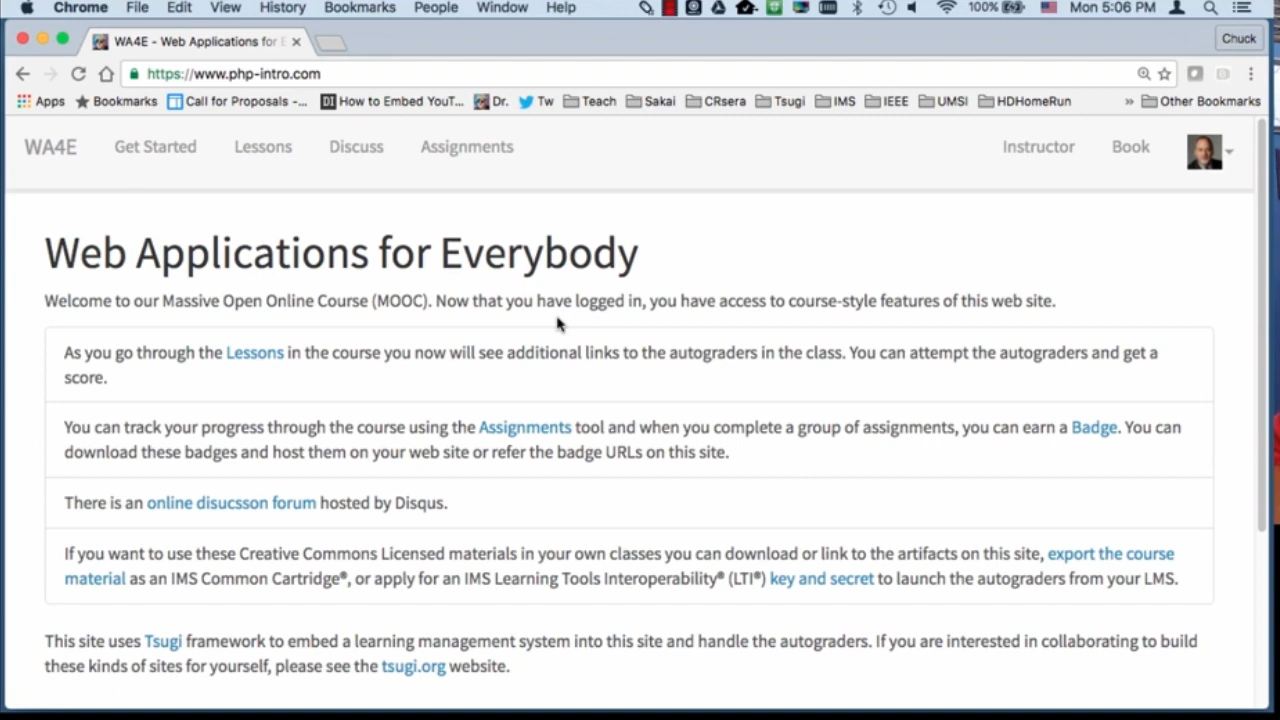 Chrome File Edit View History Bookmarks People Window Help 100% Mon 5:06 PM
WA4E - Web Applications for E Chuck
https://www.php-intro.com
Apps Bookmarks Call for Proposals -... DI How to Embed YouT... Dr. Tw Teach Sakai CRsera Tsugi IMS IEEE UMSI HDHomeRun » Other Bookmarks
WA4E Get Started Lessons Discuss Assignments Instructor Book
Web Applications for Everybody
Welcome to our Massive Open Online Course (MOOC). Now that you have logged in, you have access to course-style features of this web site.
As you go through the Lessons in the course you now will see additional links to the autograders in the class. You can attempt the autograders and get a
score.
You can track your progress through the course using the Assignments tool and when you complete a group of assignments, you can earn a Badge. You can
download these badges and host them on your web site or refer the badge URLs on this site.
There is an online disucsson forum hosted by Disqus.
If you want to use these Creative Commons Licensed materials in your own classes you can download or link to the artifacts on this site, export the course
material as an IMS Common Cartridge®, or apply for an IMS Learning Tools Interoperability® (LTI®) key and secret to launch the autograders from your LMS.
This site uses Tsugi framework to embed a learning management system into this site and handle the autograders. If you are interested in collaborating to build
these kinds of sites for yourself, please see the tsugi.org website.